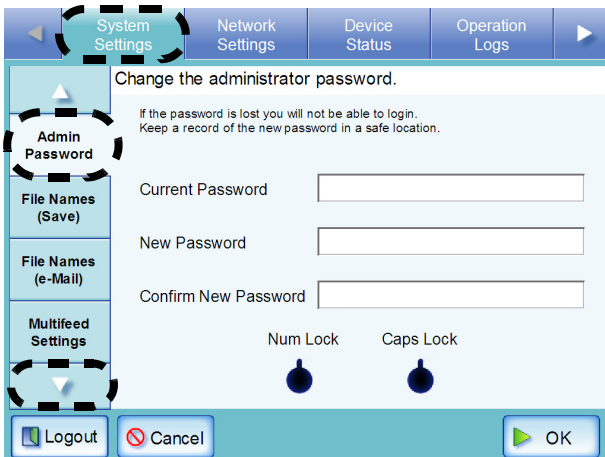 System
Settings
Network
Settings
Device
Status
Operation
Logs
Change the administrator password.
If the password is lost you will not be able to login.
Keep a record of the new password in a safe location.
Admin
Password
File Names
(Save)
File Names
(e-Mail)
Multifeed
Settings
Current Password
New Password
Confirm New Password
Num Lock
Caps Lock
Logout
Cancel
OK